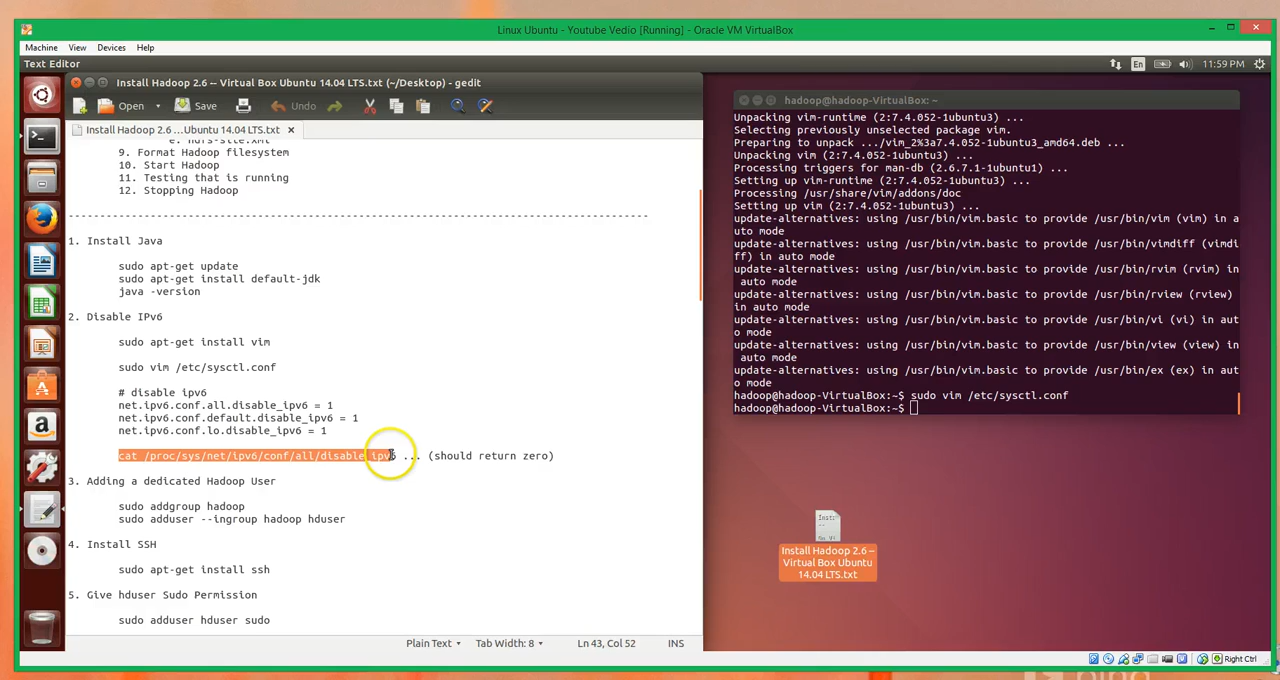 Linux Ubuntu - Youtube Vedio [Running] - Oracle VM VirtualBox
Machine View Devices Help
Text Editor En 11:59 PM
Install Hadoop 2.6 -- Virtual Box Ubuntu 14.04 LTS.txt (~/Desktop) - gedit
Open Save Undo
Install Hadoop 2.6 ...Ubuntu 14.04 LTS.txt
e. hdfs-site.xml
9. Format Hadoop filesystem
10. Start Hadoop
11. Testing that is running
12. Stopping Hadoop
1. Install Java
sudo apt-get update
sudo apt-get install default-jdk
java -version
2. Disable IPv6
sudo apt-get install vim
sudo vim /etc/sysctl.conf
# disable ipv6
net.ipv6.conf.all.disable_ipv6 = 1
net.ipv6.conf.default.disable_ipv6 = 1
net.ipv6.conf.lo.disable_ipv6 = 1
cat /proc/sys/net/ipv6/conf/all/disable_ipv6 ... (should return zero)
3. Adding a dedicated Hadoop User
sudo addgroup hadoop
sudo adduser --ingroup hadoop hduser
4. Install SSH
sudo apt-get install ssh
5. Give hduser Sudo Permission
sudo adduser hduser sudo
Plain Text Tab Width: 8 Ln 43, Col 52 INS
hadoop@hadoop-VirtualBox: ~
Unpacking vim-runtime (2:7.4.052-1ubuntu3) ...
Selecting previously unselected package vim.
Preparing to unpack .../vim_2%3a7.4.052-1ubuntu3_amd64.deb ...
Unpacking vim (2:7.4.052-1ubuntu3) ...
Processing triggers for man-db (2.6.7.1-1ubuntu1) ...
Setting up vim-runtime (2:7.4.052-1ubuntu3) ...
Processing /usr/share/vim/addons/doc
Setting up vim (2:7.4.052-1ubuntu3) ...
update-alternatives: using /usr/bin/vim.basic to provide /usr/bin/vim (vim) in a
uto mode
update-alternatives: using /usr/bin/vim.basic to provide /usr/bin/vimdiff (vimdi
ff) in auto mode
update-alternatives: using /usr/bin/vim.basic to provide /usr/bin/rvim (rvim) in
auto mode
update-alternatives: using /usr/bin/vim.basic to provide /usr/bin/rview (rview)
in auto mode
update-alternatives: using /usr/bin/vim.basic to provide /usr/bin/vi (vi) in aut
o mode
update-alternatives: using /usr/bin/vim.basic to provide /usr/bin/view (view) in
auto mode
update-alternatives: using /usr/bin/vim.basic to provide /usr/bin/ex (ex) in aut
o mode
hadoop@hadoop-VirtualBox:~$ sudo vim /etc/sysctl.conf
hadoop@hadoop-VirtualBox:~$
Install Hadoop 2.6 --
Virtual Box Ubuntu
14.04 LTS.txt
Right Ctrl